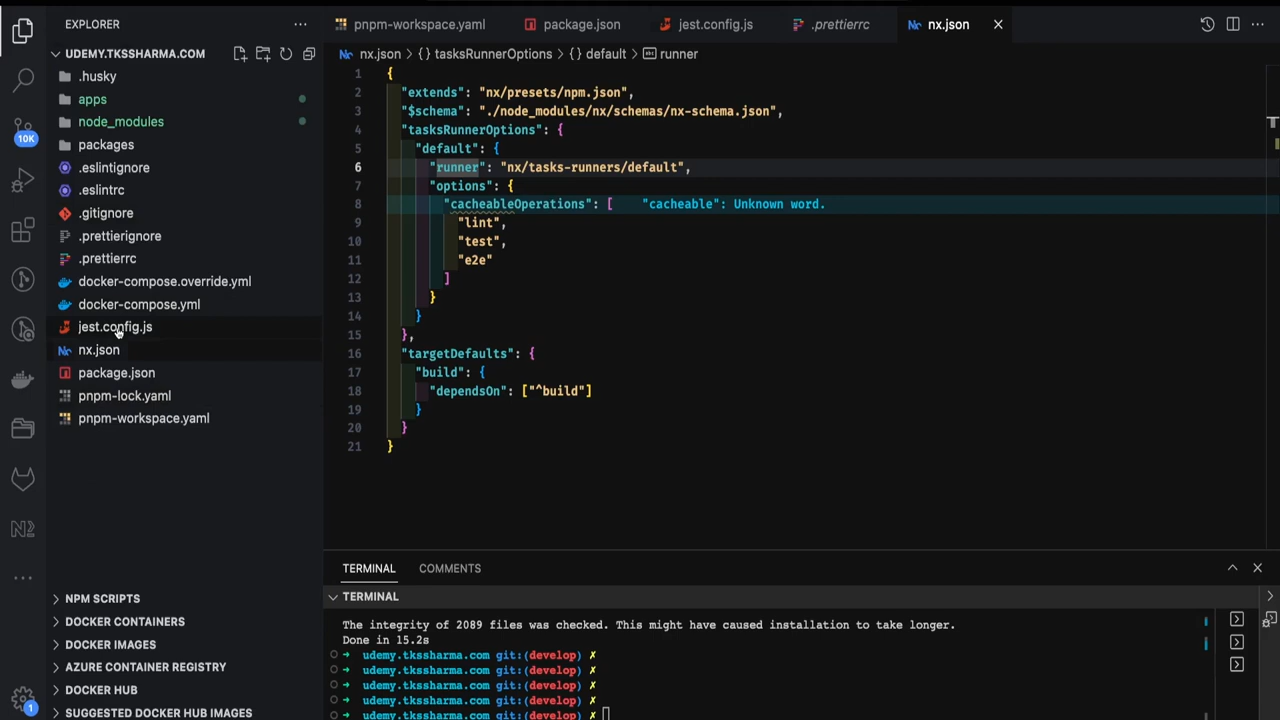 EXPLORER
UDEMY.TKSSHARMA.COM
.husky
apps
node_modules
packages
.eslintignore
.eslintrc
.gitignore
.prettierignore
.prettierrc
docker-compose.override.yml
docker-compose.yml
jest.config.js
nx.json
package.json
pnpm-lock.yaml
pnpm-workspace.yaml
NPM SCRIPTS
DOCKER CONTAINERS
DOCKER IMAGES
AZURE CONTAINER REGISTRY
DOCKER HUB
SUGGESTED DOCKER HUB IMAGES
10K
1
pnpm-workspace.yaml package.json jest.config.js .prettierrc nx.json
nx.json > {} tasksRunnerOptions > {} default > runner
1 {
2 "extends": "nx/presets/npm.json",
3 "$schema": "./node_modules/nx/schemas/nx-schema.json",
4 "tasksRunnerOptions": {
5 "default": {
6 "runner": "nx/tasks-runners/default",
7 "options": {
8 "cacheableOperations": [ "cacheable": Unknown word.
9 "lint",
10 "test",
11 "e2e"
12 ]
13 }
14 }
15 },
16 "targetDefaults": {
17 "build": {
18 "dependsOn": ["^build"]
19 }
20 }
21 }
TERMINAL COMMENTS
TERMINAL
The integrity of 2089 files was checked. This might have caused installation to take longer.
Done in 15.2s
→ udemy.tkssharma.com git:(develop) ✗
→ udemy.tkssharma.com git:(develop) ✗
→ udemy.tkssharma.com git:(develop) ✗
→ udemy.tkssharma.com git:(develop) ✗
→ udemy.tkssharma.com git:(develop) ✗